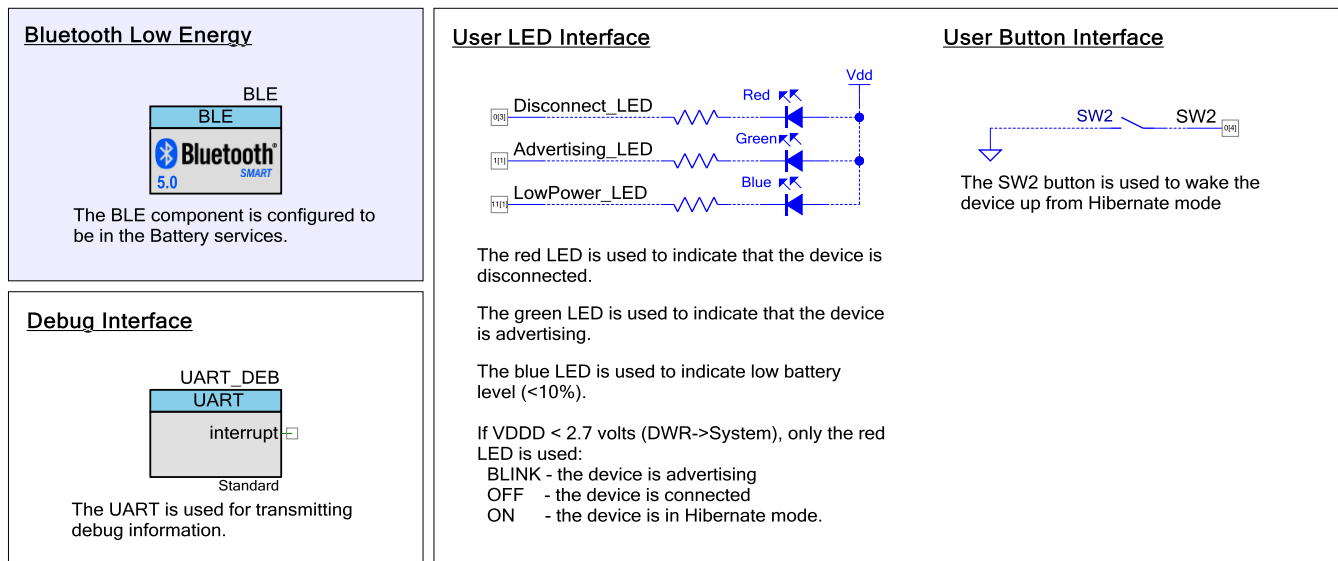 Bluetooth Low Energy
BLE
BLE
Bluetooth®
SMART
5.0
The BLE component is configured to
be in the Battery services.
Debug Interface
UART_DEB
UART
interrupt
Standard
The UART is used for transmitting
debug information.
User LED Interface
Vdd
Red
0[3] Disconnect_LED
Green
1[1] Advertising_LED
Blue
11[1] LowPower_LED
The red LED is used to indicate that the device is
disconnected.
The green LED is used to indicate that the device
is advertising.
The blue LED is used to indicate low battery
level (<10%).
If VDDD < 2.7 volts (DWR->System), only the red
LED is used:
BLINK - the device is advertising
OFF - the device is connected
ON - the device is in Hibernate mode.
User Button Interface
SW2 SW2 0[4]
The SW2 button is used to wake the
device up from Hibernate mode